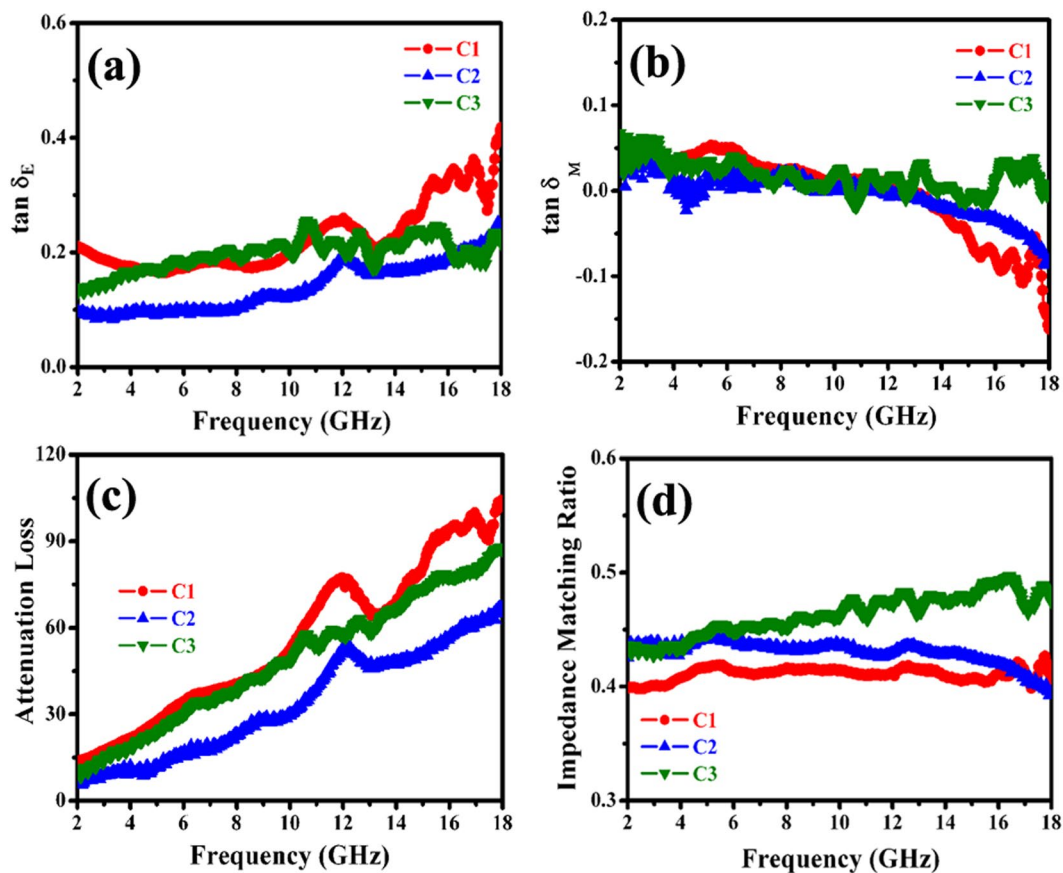 (a)
C1
C2
C3
tan δE
0.6
0.4
0.2
0.0
2 4 6 8 10 12 14 16 18
Frequency (GHz)
(b)
C1
C2
C3
tan δM
0.2
0.1
0.0
-0.1
-0.2
2 4 6 8 10 12 14 16 18
Frequency (GHz)
(c)
C1
C2
C3
Attenuation Loss
120
90
60
30
0
2 4 6 8 10 12 14 16 18
Frequency (GHz)
(d)
C1
C2
C3
Impedance Matching Ratio
0.6
0.5
0.4
0.3
2 4 6 8 10 12 14 16 18
Frequency (GHz)